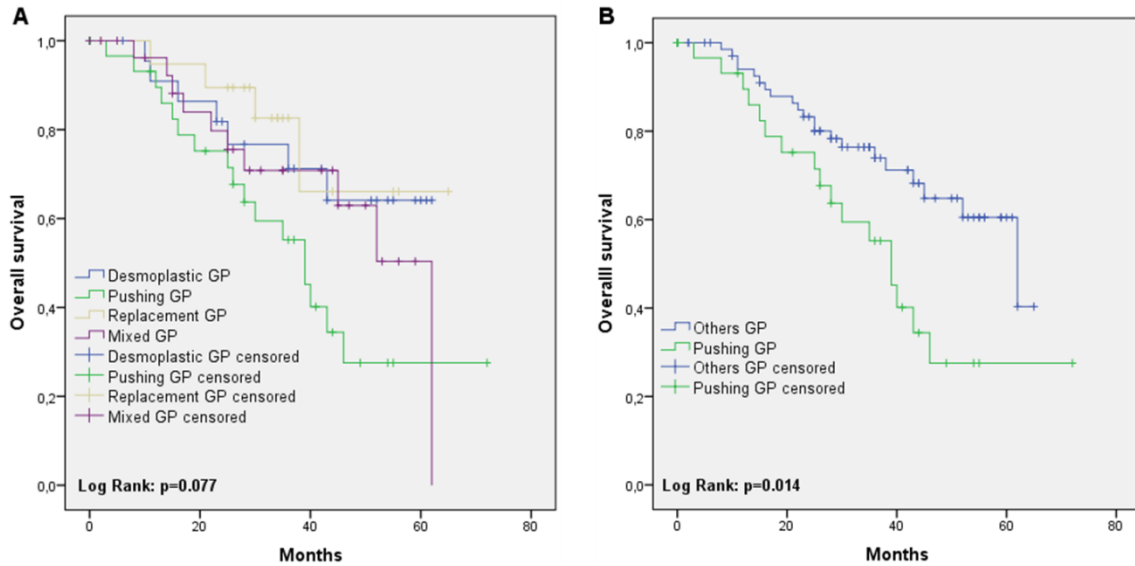 A
Overall survival
1,0
0,8
0,6
0,4
0,2
0,0
Desmoplastic GP
Pushing GP
Replacement GP
Mixed GP
Desmoplastic GP censored
Pushing GP censored
Replacement GP censored
Mixed GP censored
Log Rank: p=0.077
0 20 40 60 80
Months
B
Overalll survival
1,0
0,8
0,6
0,4
0,2
0,0
Others GP
Pushing GP
Others GP censored
Pushing GP censored
Log Rank: p=0.014
0 20 40 60 80
Months